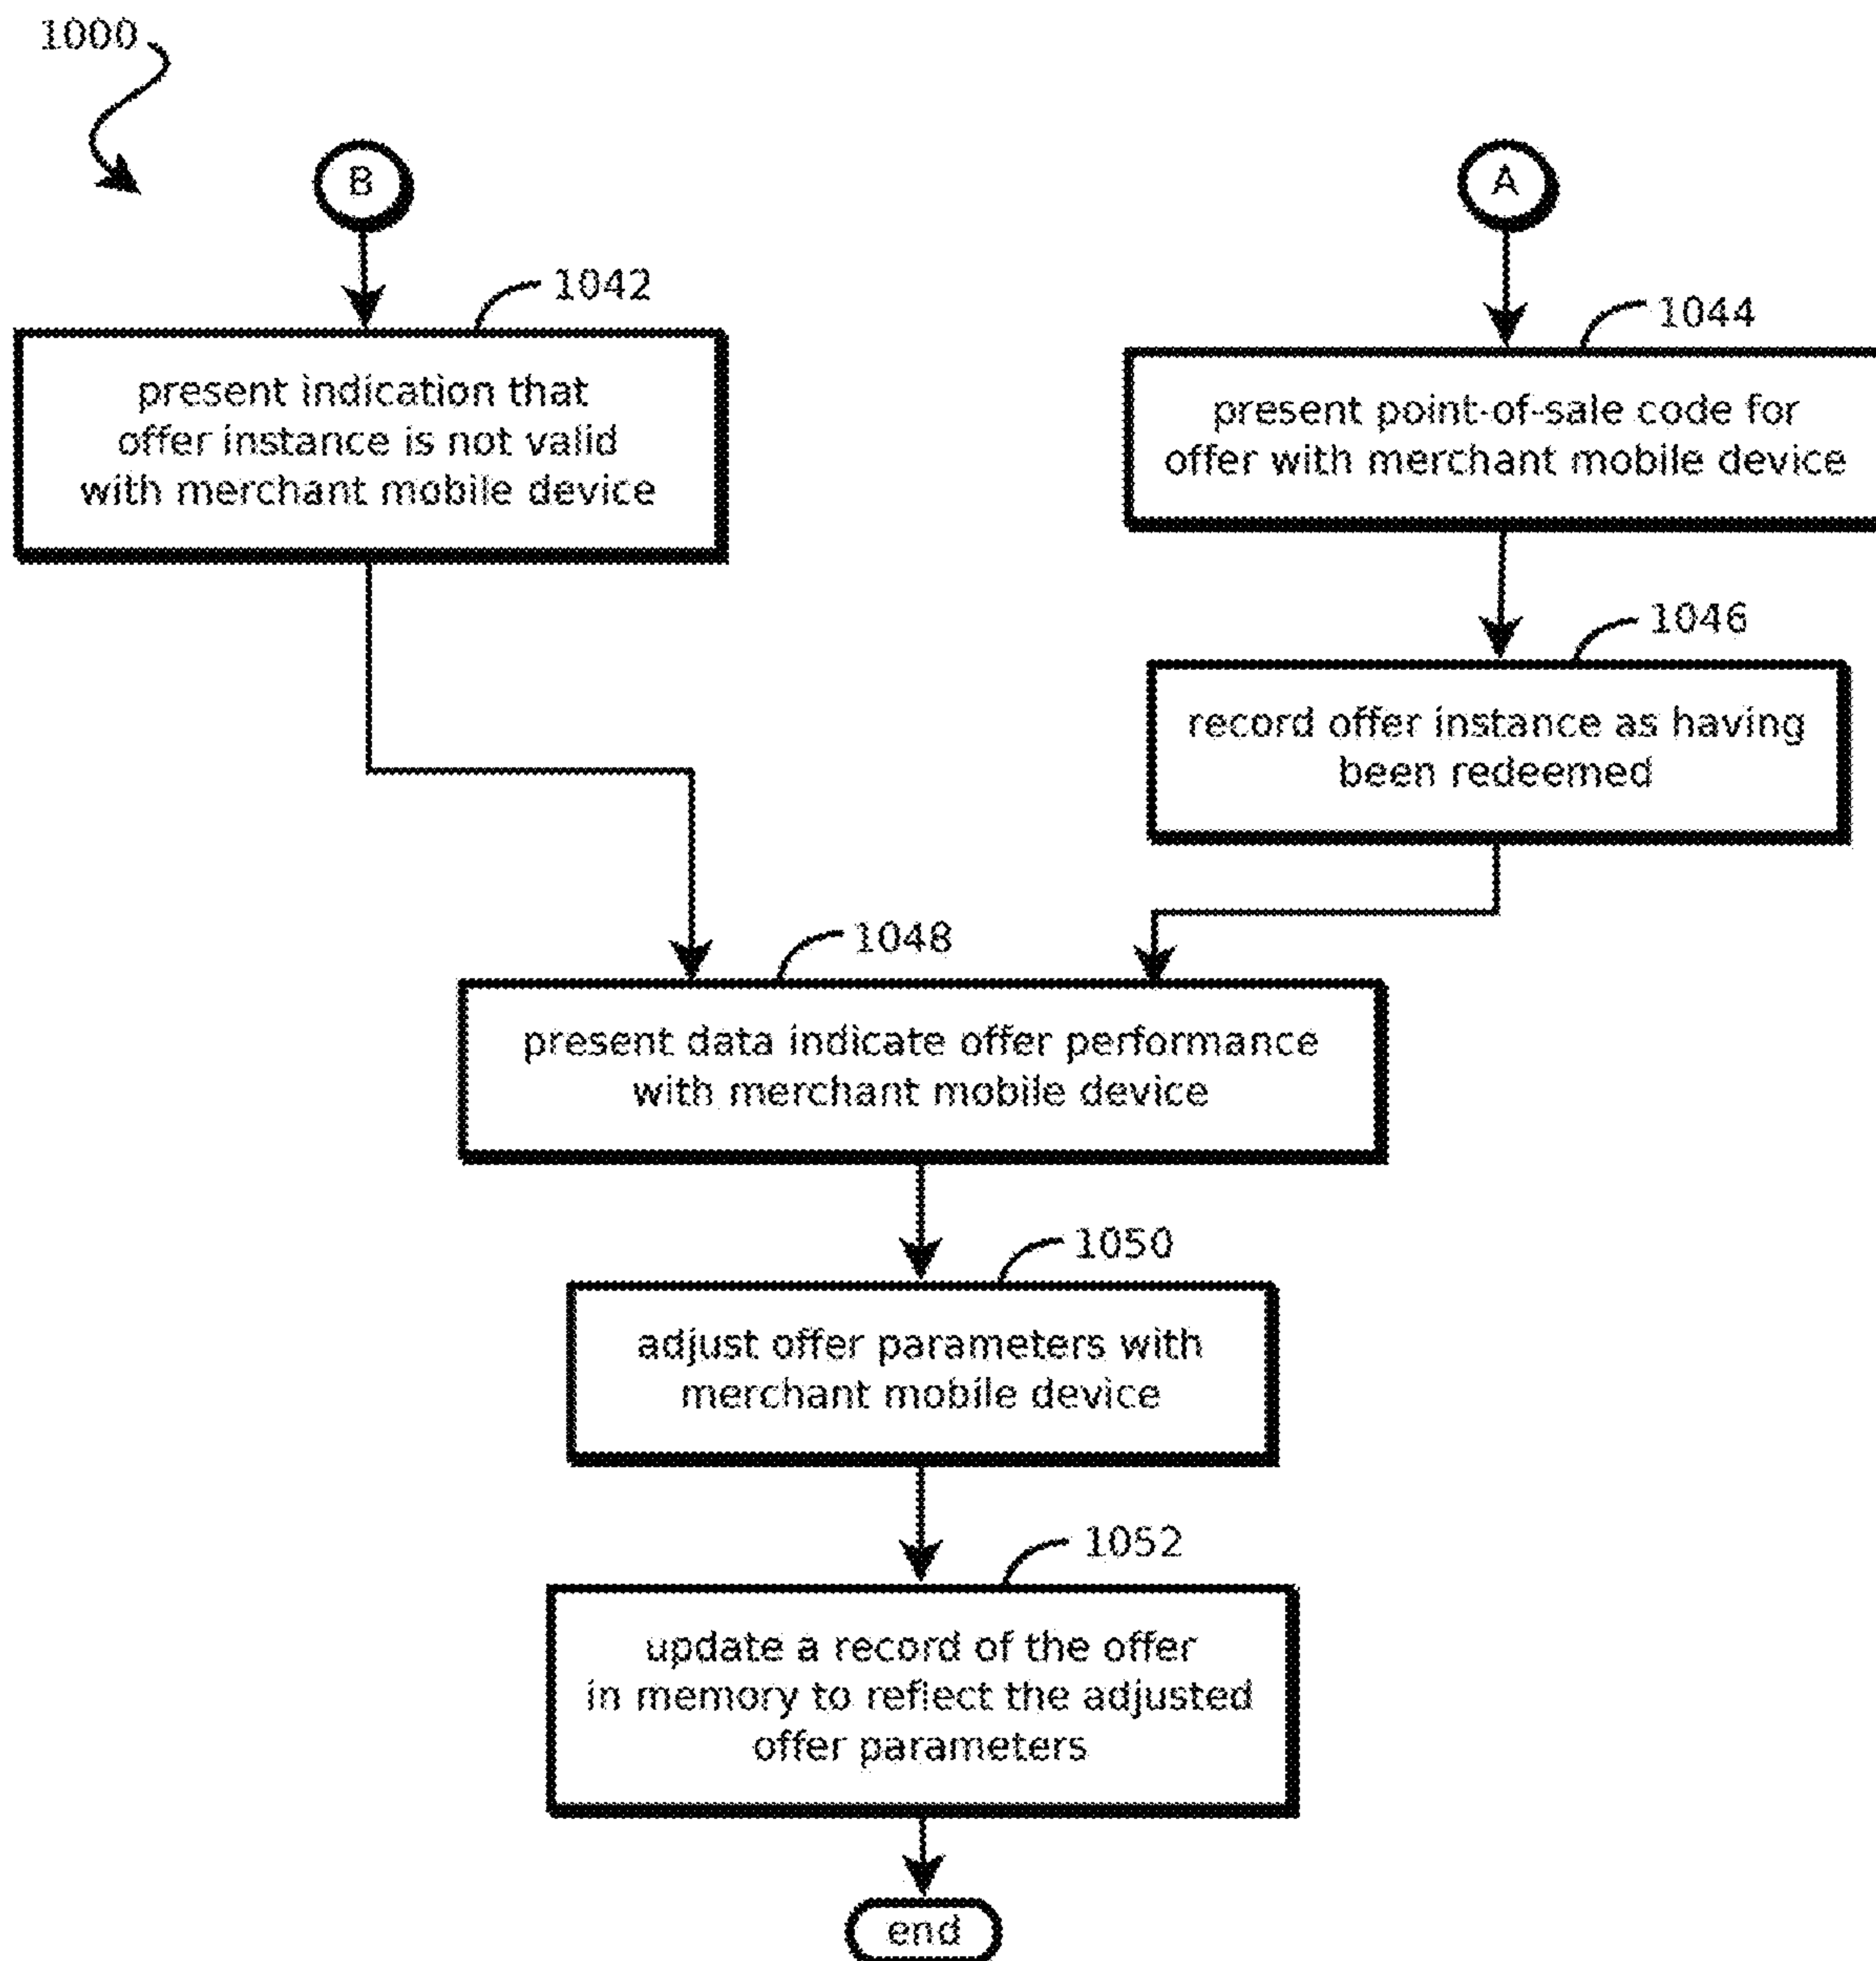 1000
B
A
1042
present indication that
offer instance is not valid
with merchant mobile device
1044
present point-of-sale code for
offer with merchant mobile device
1046
record offer instance as having
been redeemed
1048
present data indicate offer performance
with merchant mobile device
1050
adjust offer parameters with
merchant mobile device
1052
update a record of the offer
in memory to reflect the adjusted
offer parameters
end